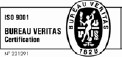 ISO 9001
BUREAU VERITAS
Certification
BUREAU VERITAS
1828